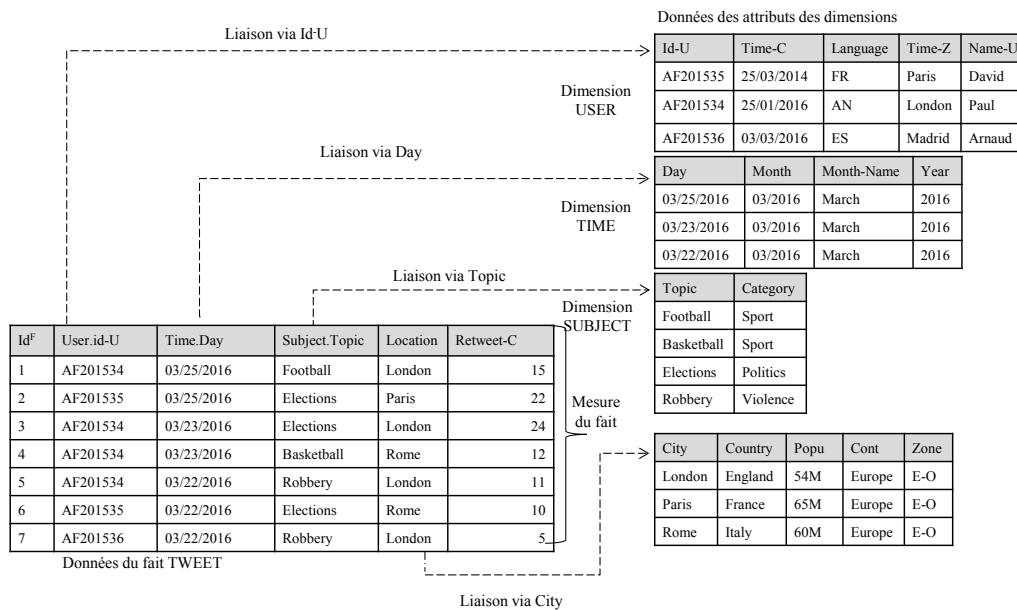 Données des attributs des dimensions
Liaison via Id-U
Id-U Time-C Language Time-Z Name-U
AF201535 25/03/2014 FR Paris David
AF201534 25/01/2016 AN London Paul
AF201536 03/03/2016 ES Madrid Arnaud
Dimension
USER
Liaison via Day
Day Month Month-Name Year
03/25/2016 03/2016 March 2016
03/23/2016 03/2016 March 2016
03/22/2016 03/2016 March 2016
Dimension
TIME
Liaison via Topic
Topic Category
Football Sport
Basketball Sport
Elections Politics
Robbery Violence
Dimension
SUBJECT
IdF User.id-U Time.Day Subject.Topic Location Retweet-C
1 AF201534 03/25/2016 Football London 15
2 AF201535 03/25/2016 Elections Paris 22
3 AF201534 03/23/2016 Elections London 24
4 AF201534 03/23/2016 Basketball Rome 12
5 AF201534 03/22/2016 Robbery London 11
6 AF201535 03/22/2016 Elections Rome 10
7 AF201536 03/22/2016 Robbery London 5
Mesure
du fait
City Country Popu Cont Zone
London England 54M Europe E-O
Paris France 65M Europe E-O
Rome Italy 60M Europe E-O
Données du fait TWEET
Liaison via City